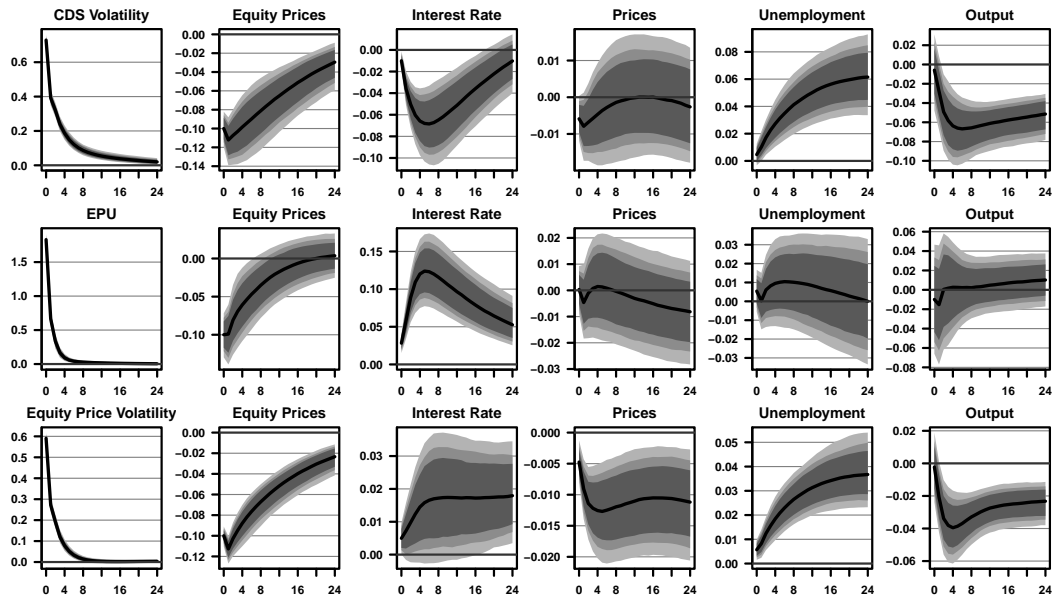 CDS Volatility Equity Prices Interest Rate Prices Unemployment Output
0.6 0.4 0.2 0.0
0.00 −0.02 −0.04 −0.06 −0.08 −0.10 −0.12 −0.14
0.00 −0.02 −0.04 −0.06 −0.08 −0.10
0.01 0.00 −0.01
0.08 0.06 0.04 0.02 0.00
0.02 0.00 −0.02 −0.04 −0.06 −0.08 −0.10
0 4 8 16 24 0 4 8 16 24 0 4 8 16 24 0 4 8 16 24 0 4 8 16 24 0 4 8 16 24
EPU Equity Prices Interest Rate Prices Unemployment Output
1.5 1.0 0.5 0.0
0.00 −0.05 −0.10
0.15 0.10 0.05 0.00
0.02 0.01 0.00 −0.01 −0.02 −0.03
0.03 0.02 0.01 0.00 −0.01 −0.02 −0.03
0.06 0.04 0.02 0.00 −0.02 −0.04 −0.06 −0.08
0 4 8 16 24 0 4 8 16 24 0 4 8 16 24 0 4 8 16 24 0 4 8 16 24 0 4 8 16 24
Equity Price Volatility Equity Prices Interest Rate Prices Unemployment Output
0.6 0.5 0.4 0.3 0.2 0.1 0.0
0.00 −0.02 −0.04 −0.06 −0.08 −0.10 −0.12
0.03 0.02 0.01 0.00
0.000 −0.005 −0.010 −0.015 −0.020
0.05 0.04 0.03 0.02 0.01 0.00
0.02 0.00 −0.02 −0.04 −0.06
0 4 8 16 24 0 4 8 16 24 0 4 8 16 24 0 4 8 16 24 0 4 8 16 24 0 4 8 16 24